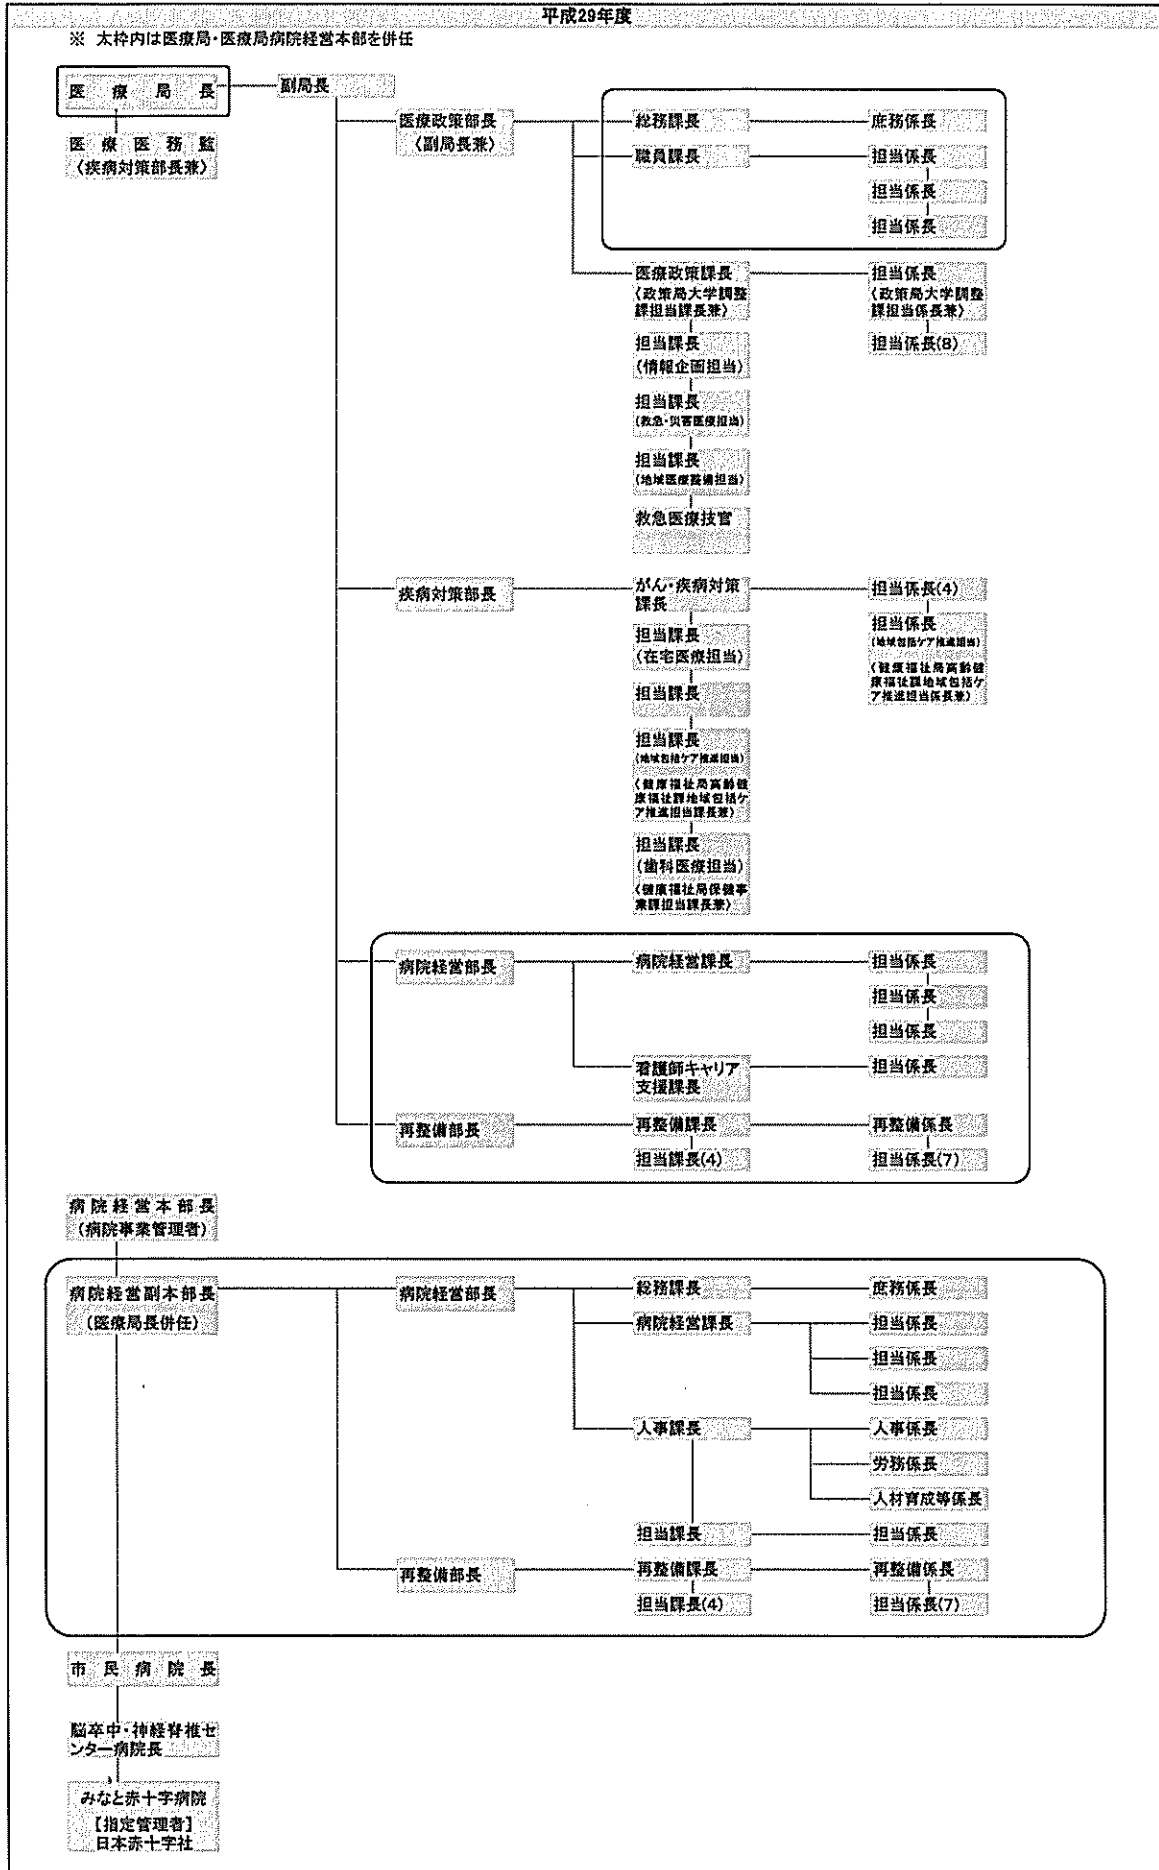 平成29年度
※ 太枠内は医療局・医療局病院経営本部を併任
医療局長
副局長
医療医務監
〈疾病対策部長兼〉
医療政策部長
〈副局長兼〉
総務課長
庶務係長
職員課長
担当係長
担当係長
担当係長
医療政策課長
〈政策局大学調整
課担当課長兼〉
担当係長
〈政策局大学調整
課担当係長兼〉
担当課長
(情報企画担当)
担当係長(8)
担当課長
(救急・災害医療担当)
担当課長
(地域医療整備担当)
救急医療技官
疾病対策部長
がん・疾病対策
課長
担当係長(4)
担当課長
(在宅医療担当)
担当係長
(地域包括ケア推進担当)
〈健康福祉局高齢健
康福祉課地域包括ケ
ア推進担当係長兼〉
担当課長
担当課長
(地域包括ケア推進担当)
〈健康福祉局高齢健
康福祉課地域包括ケ
ア推進担当課長兼〉
担当課長
(歯科医療担当)
〈健康福祉局保健事
業課担当課長兼〉
病院経営部長
病院経営課長
担当係長
担当係長
担当係長
看護師キャリア
支援課長
担当係長
再整備部長
再整備課長
再整備係長
担当課長(4)
担当係長(7)
病院経営本部長
(病院事業管理者)
病院経営副本部長
(医療局長併任)
病院経営部長
総務課長
庶務係長
病院経営課長
担当係長
担当係長
担当係長
人事課長
人事係長
労務係長
人材育成等係長
担当課長
担当係長
再整備部長
再整備課長
再整備係長
担当課長(4)
担当係長(7)
市民病院長
脳卒中・神経脊椎セ
ンター病院長
みなと赤十字病院
【指定管理者】
日本赤十字社